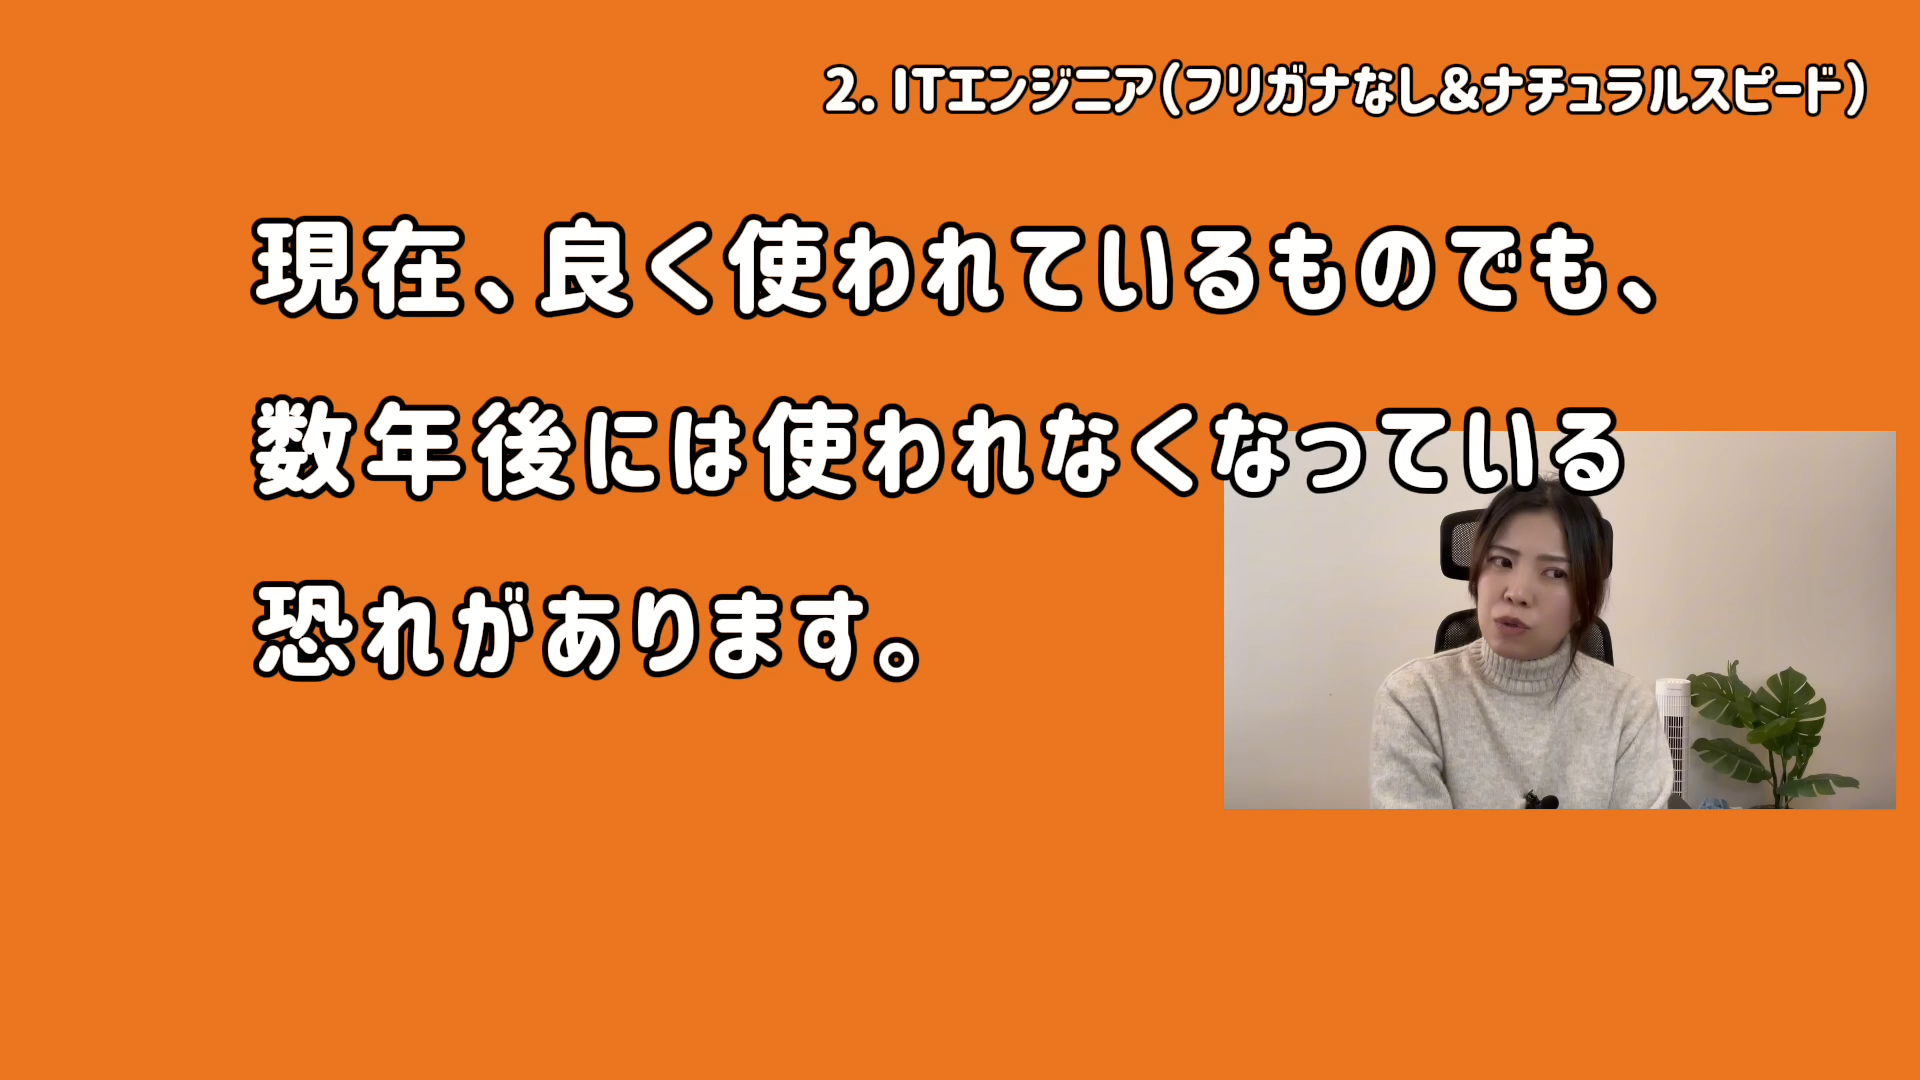 2. ITエンジニア(フリガナなし&ナチュラルスピード)
現在、良く使われているものでも、
数年後には使われなくなっている
恐れがあります。